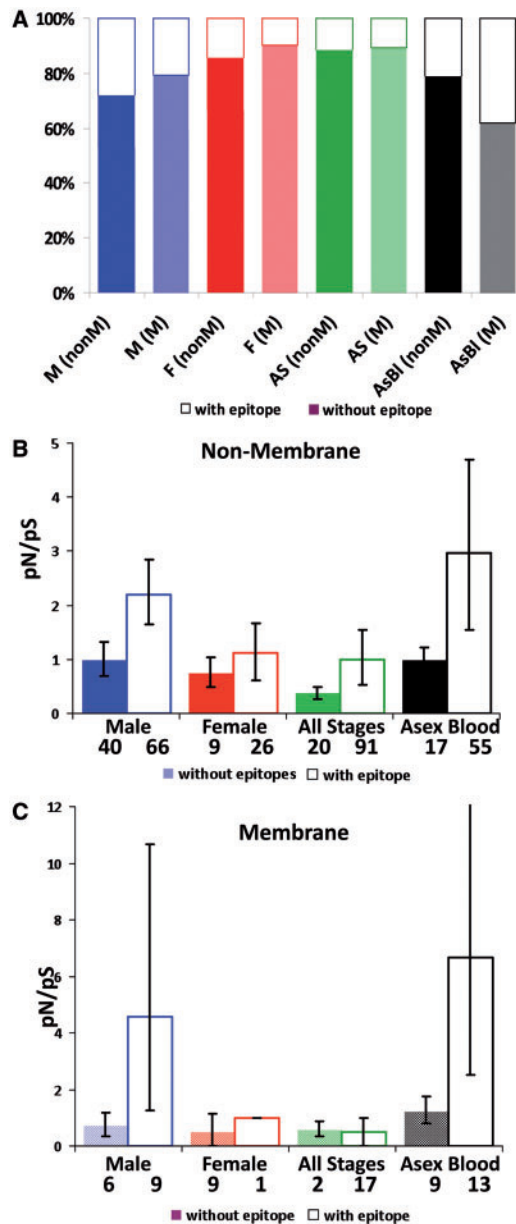 A
100%
80%
60%
40%
20%
0%
M (nonM)
M (M)
F (nonM)
F (M)
AS (nonM)
AS (M)
AsBl (nonM)
AsBl (M)
with epitope without epitope
B
Non-Membrane
pN/pS
5
4
3
2
1
0
Male Female All Stages Asex Blood
40 66 9 26 20 91 17 55
without epitopes with epitope
C
Membrane
pN/pS
12
10
8
6
4
2
0
Male Female All Stages Asex Blood
6 9 9 1 2 17 9 13
without epitope with epitope